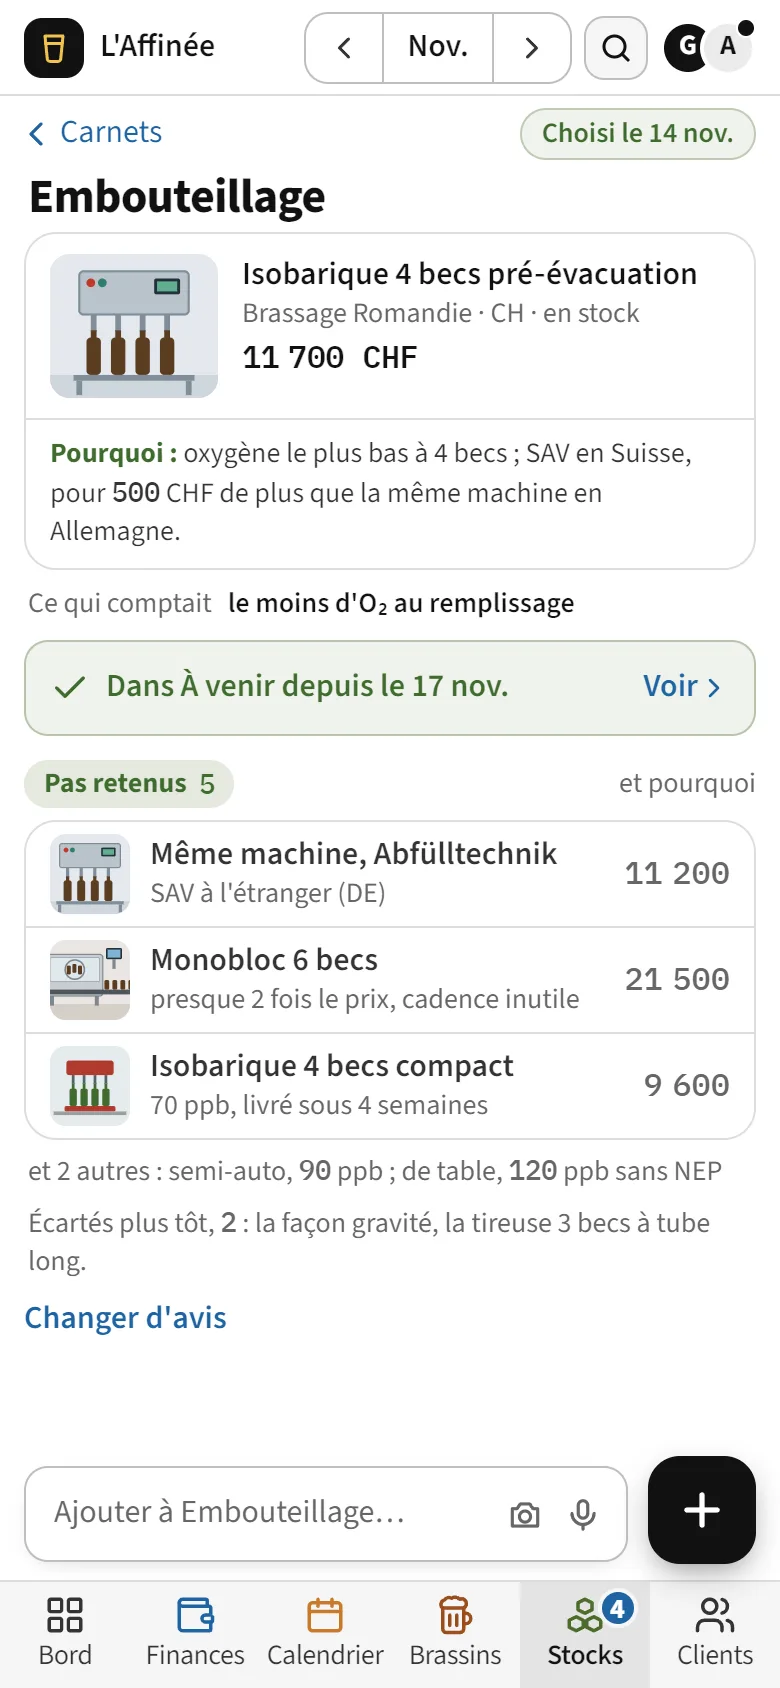 L'Affinée
Nov.
G
A
Carnets
Choisi le 14 nov.
Embouteillage
Isobarique 4 becs pré-évacuation
Brassage Romandie · CH · en stock
11 700 CHF
Pourquoi : oxygène le plus bas à 4 becs ; SAV en Suisse,
pour 500 CHF de plus que la même machine en
Allemagne.
Ce qui comptait le moins d'O₂ au remplissage
Dans À venir depuis le 17 nov.
Voir
Pas retenus 5
et pourquoi
Même machine, Abfülltechnik
SAV à l'étranger (DE)
11 200
Monobloc 6 becs
presque 2 fois le prix, cadence inutile
21 500
Isobarique 4 becs compact
70 ppb, livré sous 4 semaines
9 600
et 2 autres : semi-auto, 90 ppb ; de table, 120 ppb sans NEP
Écartés plus tôt, 2 : la façon gravité, la tireuse 3 becs à tube
long.
Changer d'avis
Ajouter à Embouteillage…
Bord
Finances
Calendrier
Brassins
4
Stocks
Clients